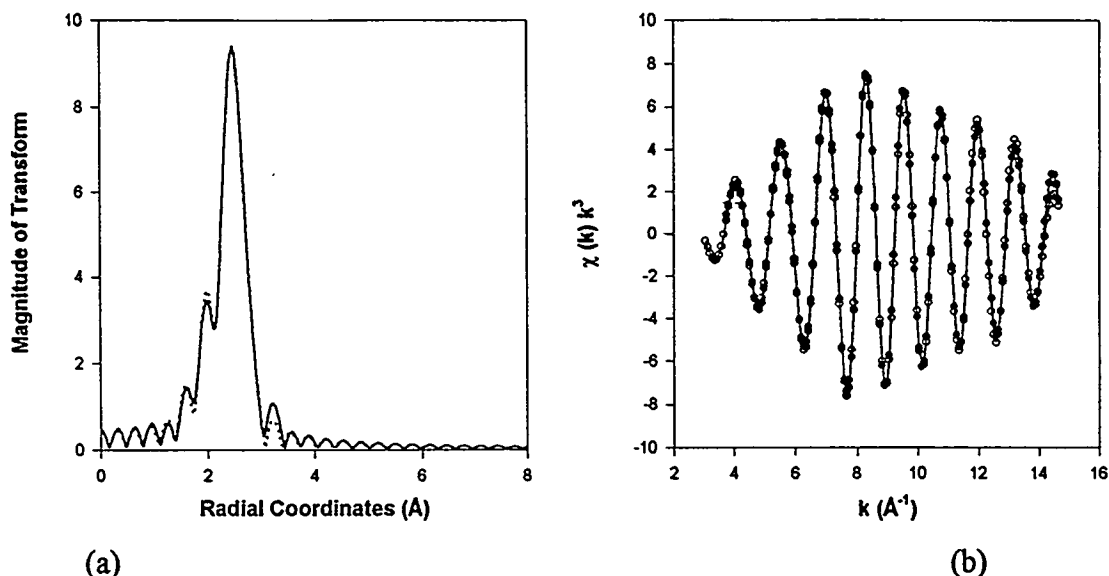 10
8
6
4
2
0
0 2 4 6 8
Magnitude of Transform
Radial Coordinates (Å)
(a)
10
8
6
4
2
0
-2
-4
-6
-8
-10
2 4 6 8 10 12 14 16
χ (k) k³
k (Å⁻¹)
(b)